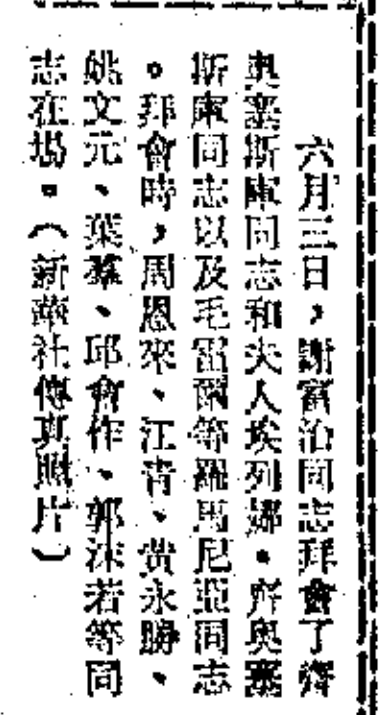 六月三日，謝富治同志拜會了齊
奧塞斯庫同志和夫人埃列娜·齊奧塞
斯庫同志以及毛雷爾等羅馬尼亞同志
。拜會時，周恩來、江青、黄永勝、
姚文元、葉羣、邱會作、郭沫若等同
志在場。（新華社傳真照片）